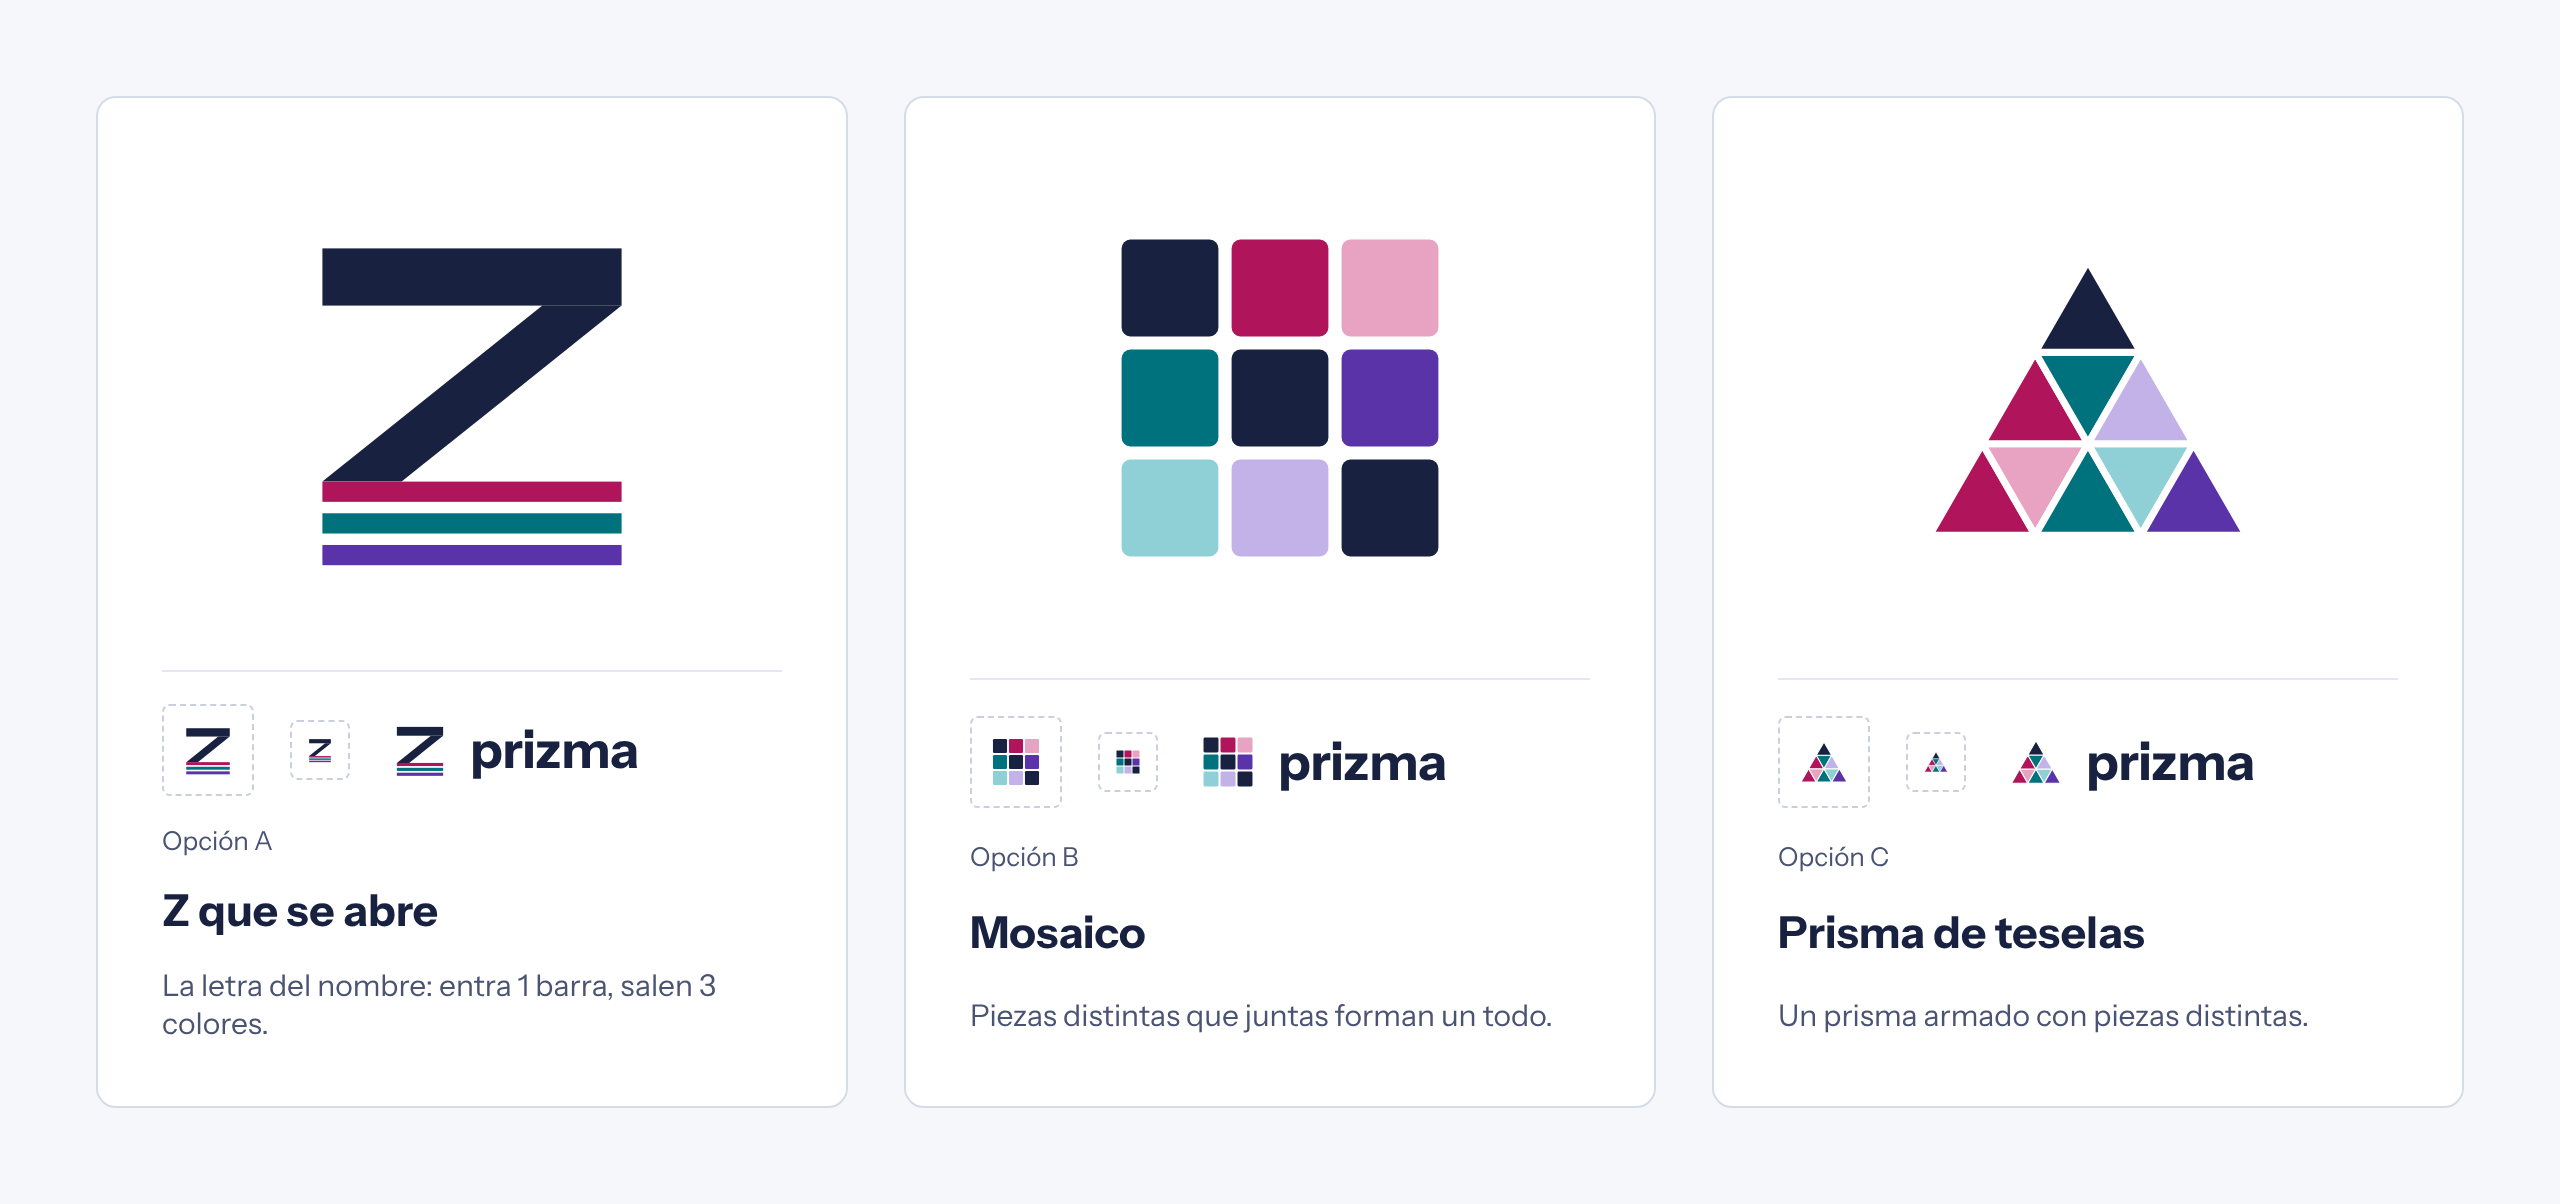 prizma
Opción A
Z que se abre
La letra del nombre: entra 1 barra, salen 3
colores.
prizma
Opción B
Mosaico
Piezas distintas que juntas forman un todo.
prizma
Opción C
Prisma de teselas
Un prisma armado con piezas distintas.